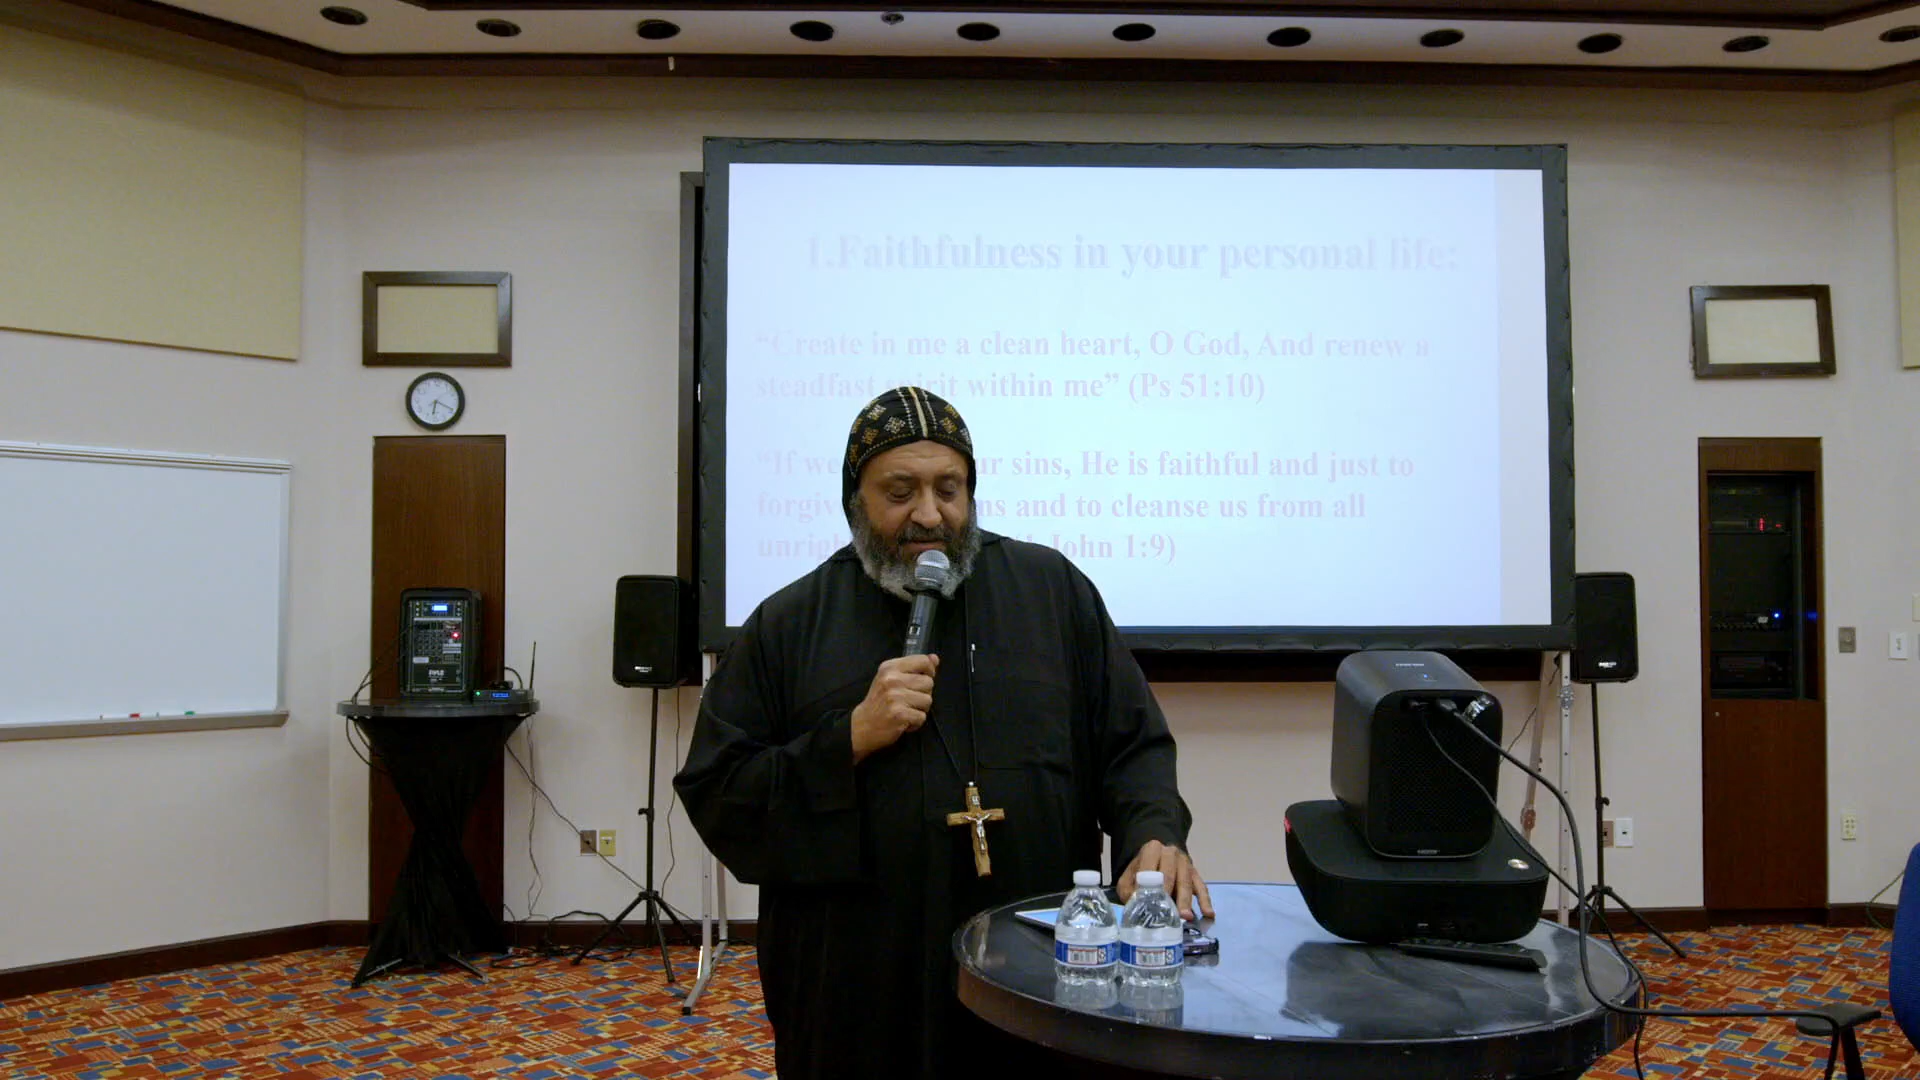 1.Faithfulness in your personal life:
“Create in me a clean heart, O God, And renew a
steadfast spirit within me” (Ps 51:10)
“If we ur sins, He is faithful and just to
forgiv ns and to cleanse us from all
unrigh (1 John 1:9)